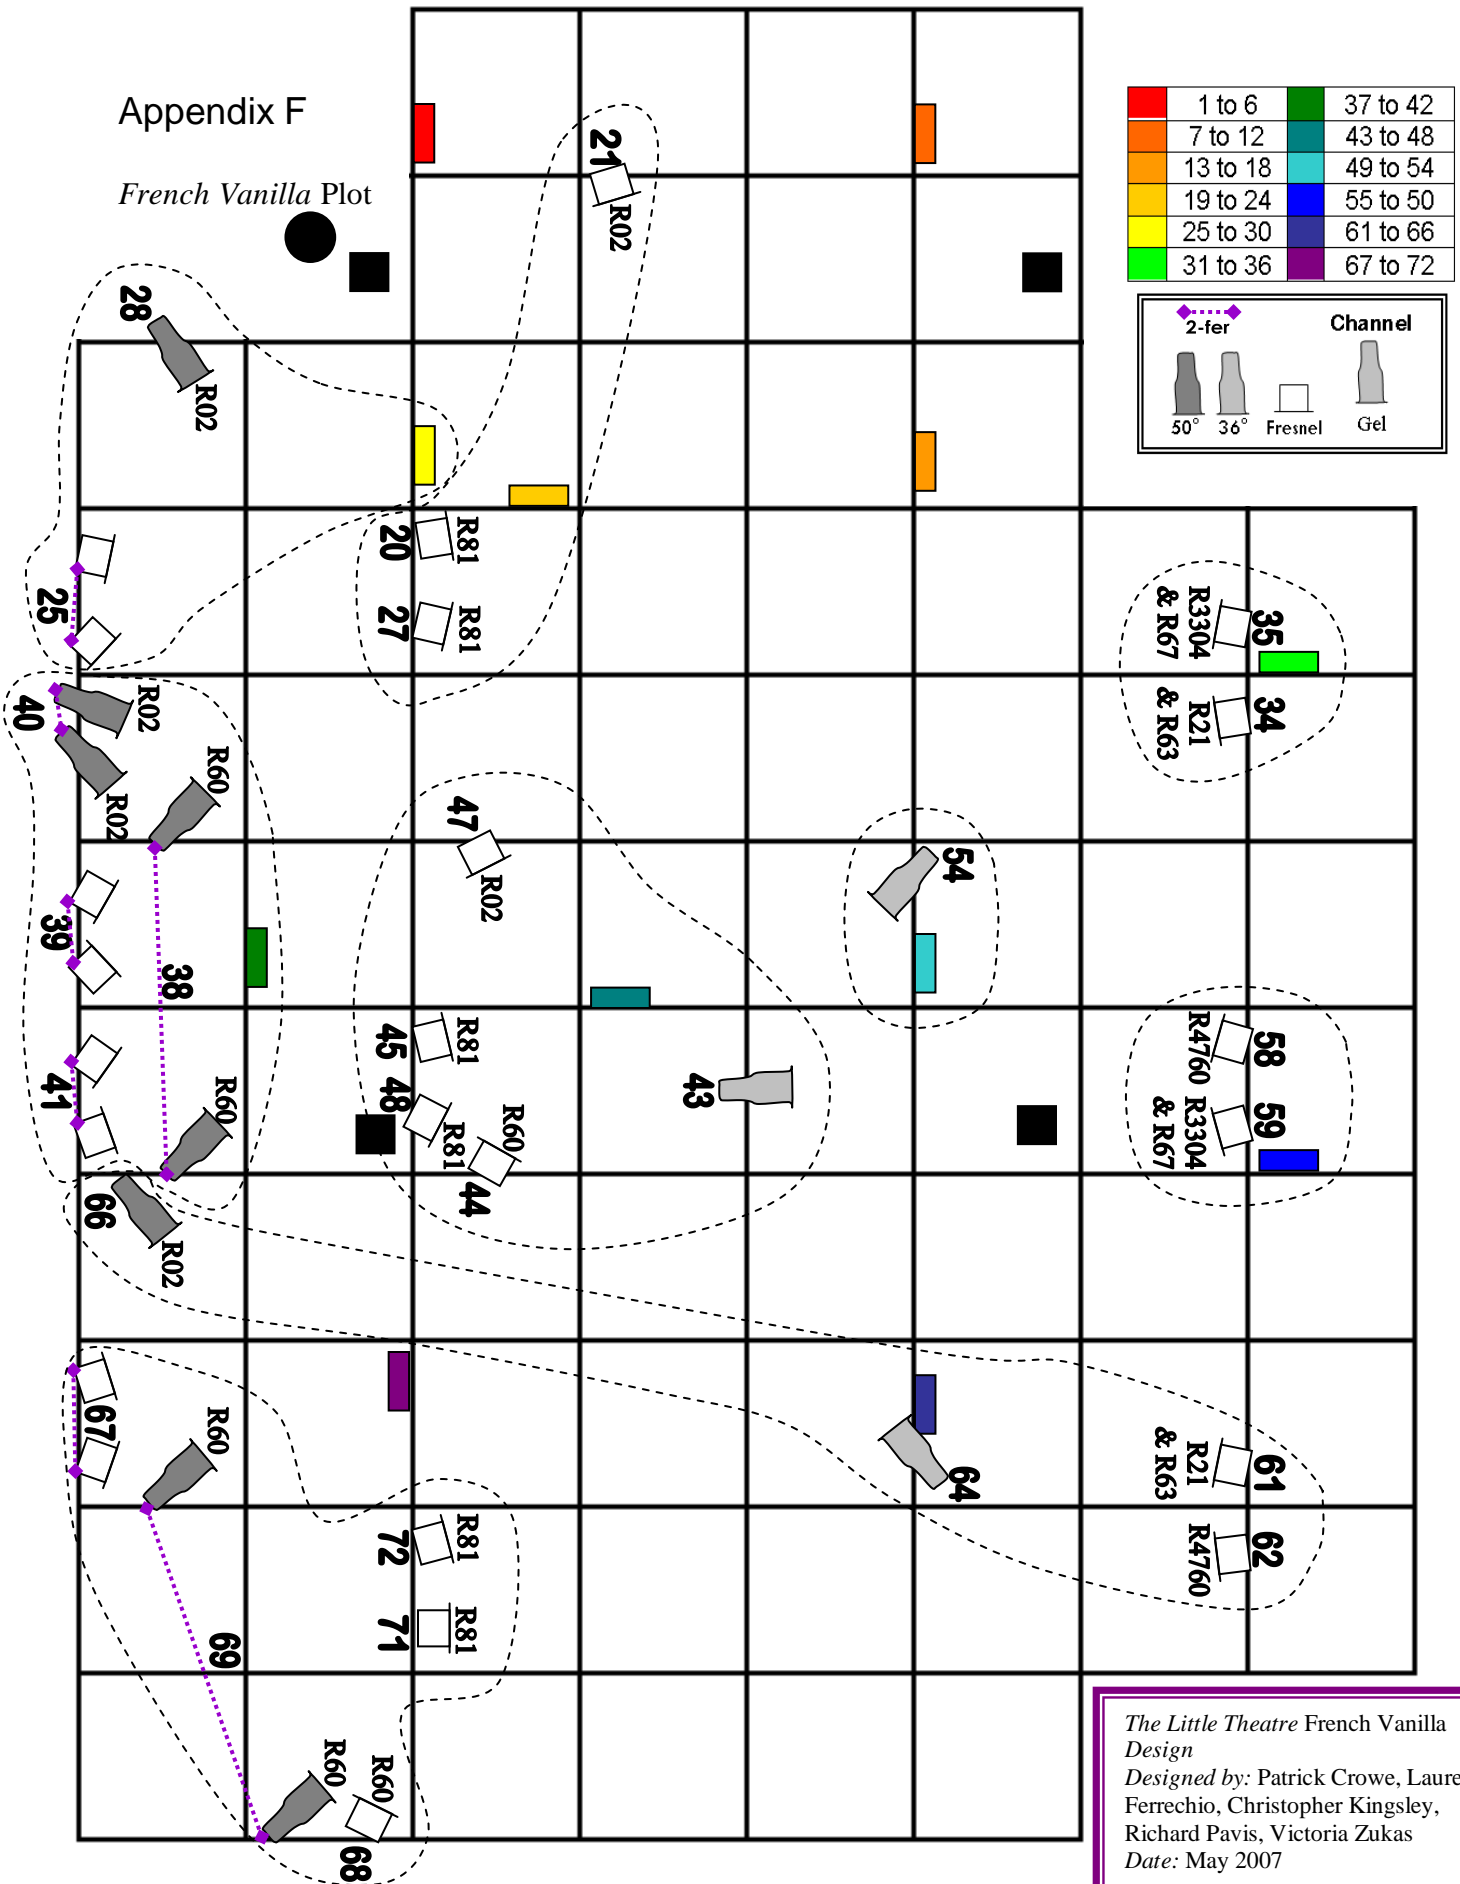 Appendix F
French Vanilla Plot
1 to 6 37 to 42
7 to 12 43 to 48
13 to 18 49 to 54
19 to 24 55 to 50
25 to 30 61 to 66
31 to 36 67 to 72
2-fer
Channel
50° 36° Fresnel Gel
21
R02
28
R02
20
R81
27
R81
25
35
R3304
& R67
34
R21
& R63
40
R02
R02
R60
47
R02
54
39
38
45
R81
48
R81
43
58
R4760
59
R3304
& R67
41
R60
R60
44
66
R02
67
R60
64
61
R21
& R63
62
R4760
72
R81
71
R81
69
R60
R60
68
The Little Theatre French Vanilla
Design
Designed by: Patrick Crowe, Laure
Ferrechio, Christopher Kingsley,
Richard Pavis, Victoria Zukas
Date: May 2007